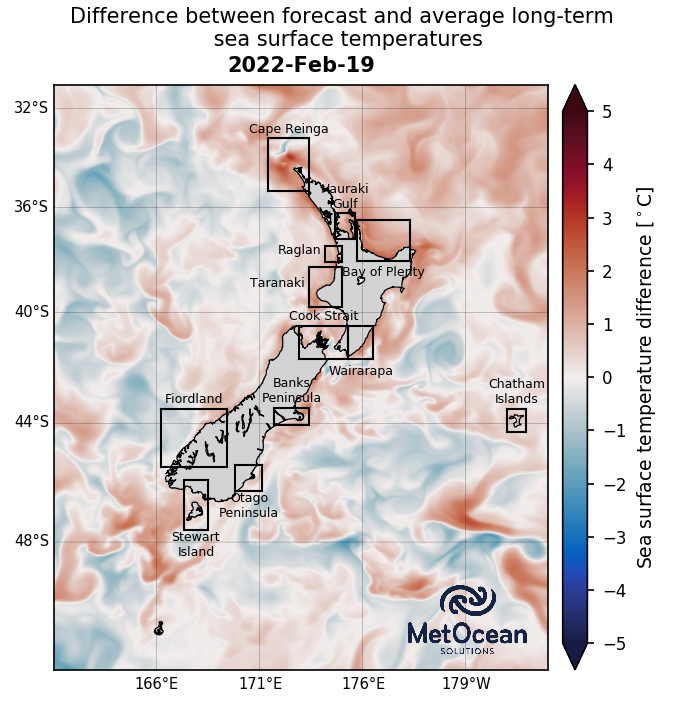 Difference between forecast and average long-term
sea surface temperatures
2022-Feb-19
32°S
36°S
40°S
44°S
48°S
166°E
171°E
176°E
179°W
Cape Reinga
Hauraki
Gulf
Raglan
Bay of Plenty
Taranaki
Cook Strait
Wairarapa
Banks
Peninsula
Fiordland
Chatham
Islands
Otago
Peninsula
Stewart
Island
MetOcean
SOLUTIONS
5
4
3
2
1
0
−1
−2
−3
−4
−5
Sea surface temperature difference [°C]